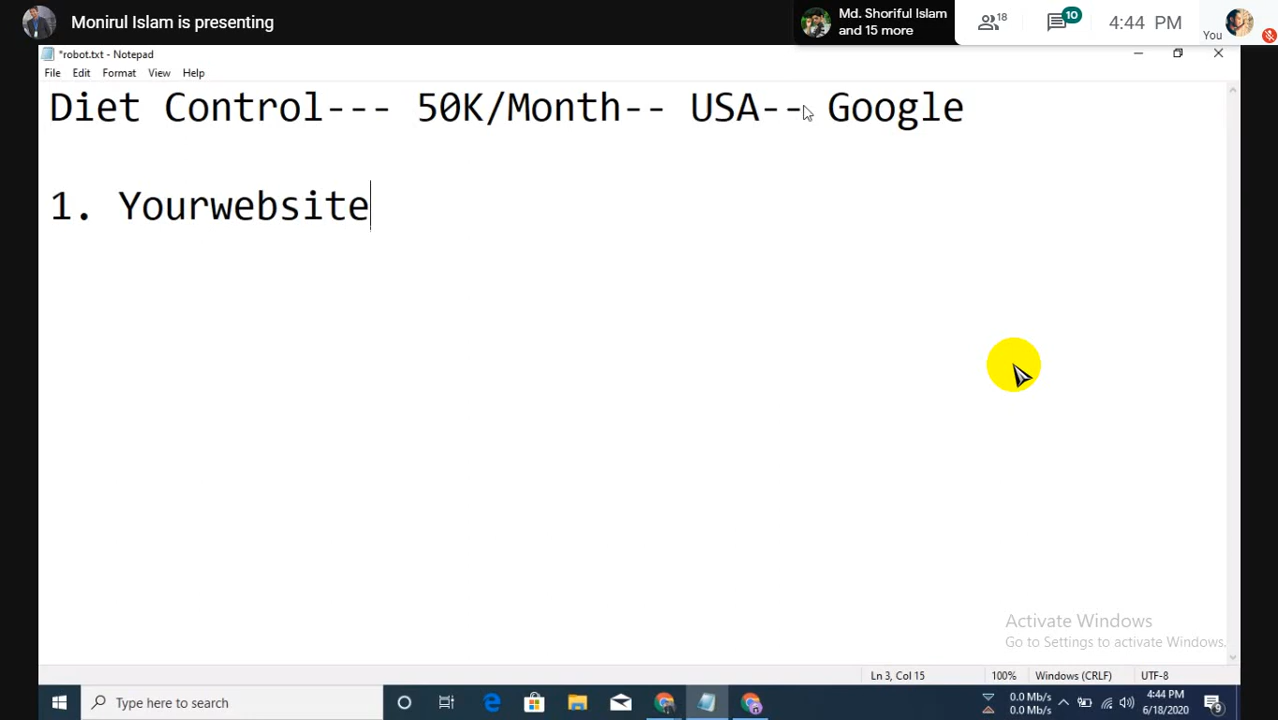 Monirul Islam is presenting
Md. Shoriful Islam
and 15 more
18
10
4:44 PM
You
*robot.txt - Notepad
File Edit Format View Help
Diet Control--- 50K/Month-- USA-- Google
1. Yourwebsite
Activate Windows
Go to Settings to activate Windows.
Ln 3, Col 15
100%
Windows (CRLF)
UTF-8
Type here to search
0.0 Mb/s
0.0 Mb/s
4:44 PM
6/18/2020
9